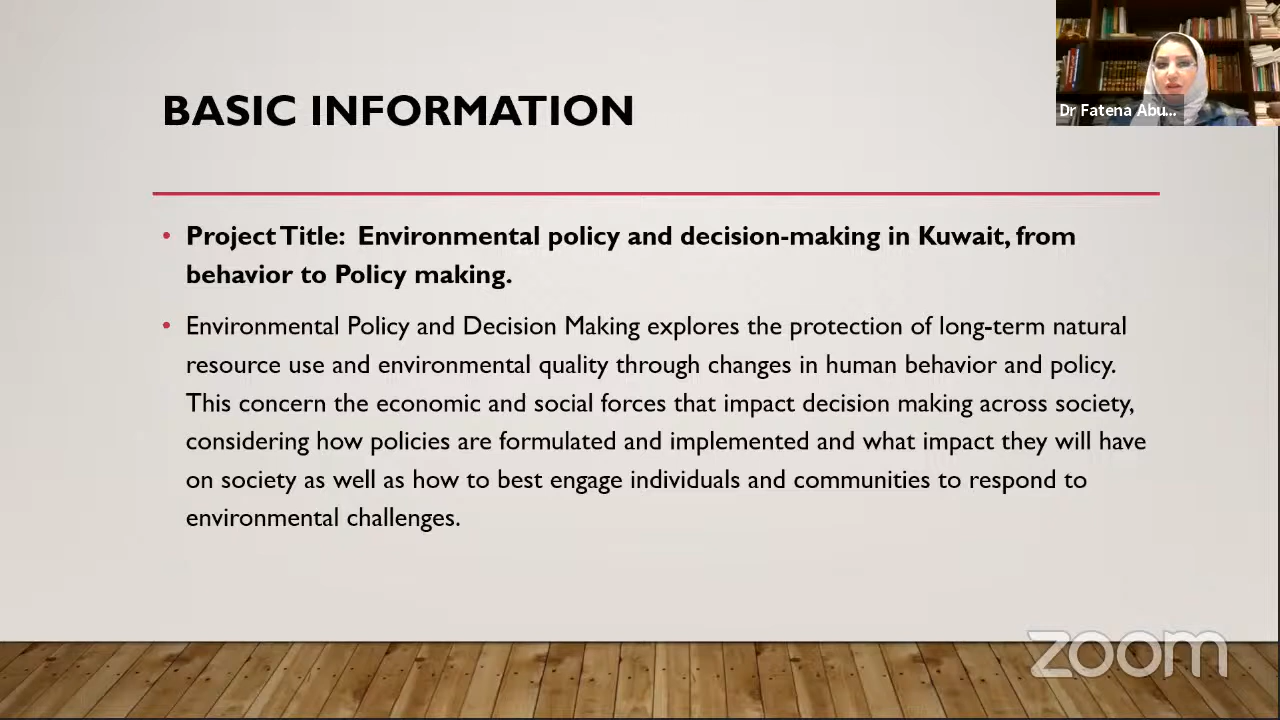 Dr Fatena Abu...
BASIC INFORMATION
• Project Title: Environmental policy and decision-making in Kuwait, from
behavior to Policy making.
• Environmental Policy and Decision Making explores the protection of long-term natural
resource use and environmental quality through changes in human behavior and policy.
This concern the economic and social forces that impact decision making across society,
considering how policies are formulated and implemented and what impact they will have
on society as well as how to best engage individuals and communities to respond to
environmental challenges.
zoom